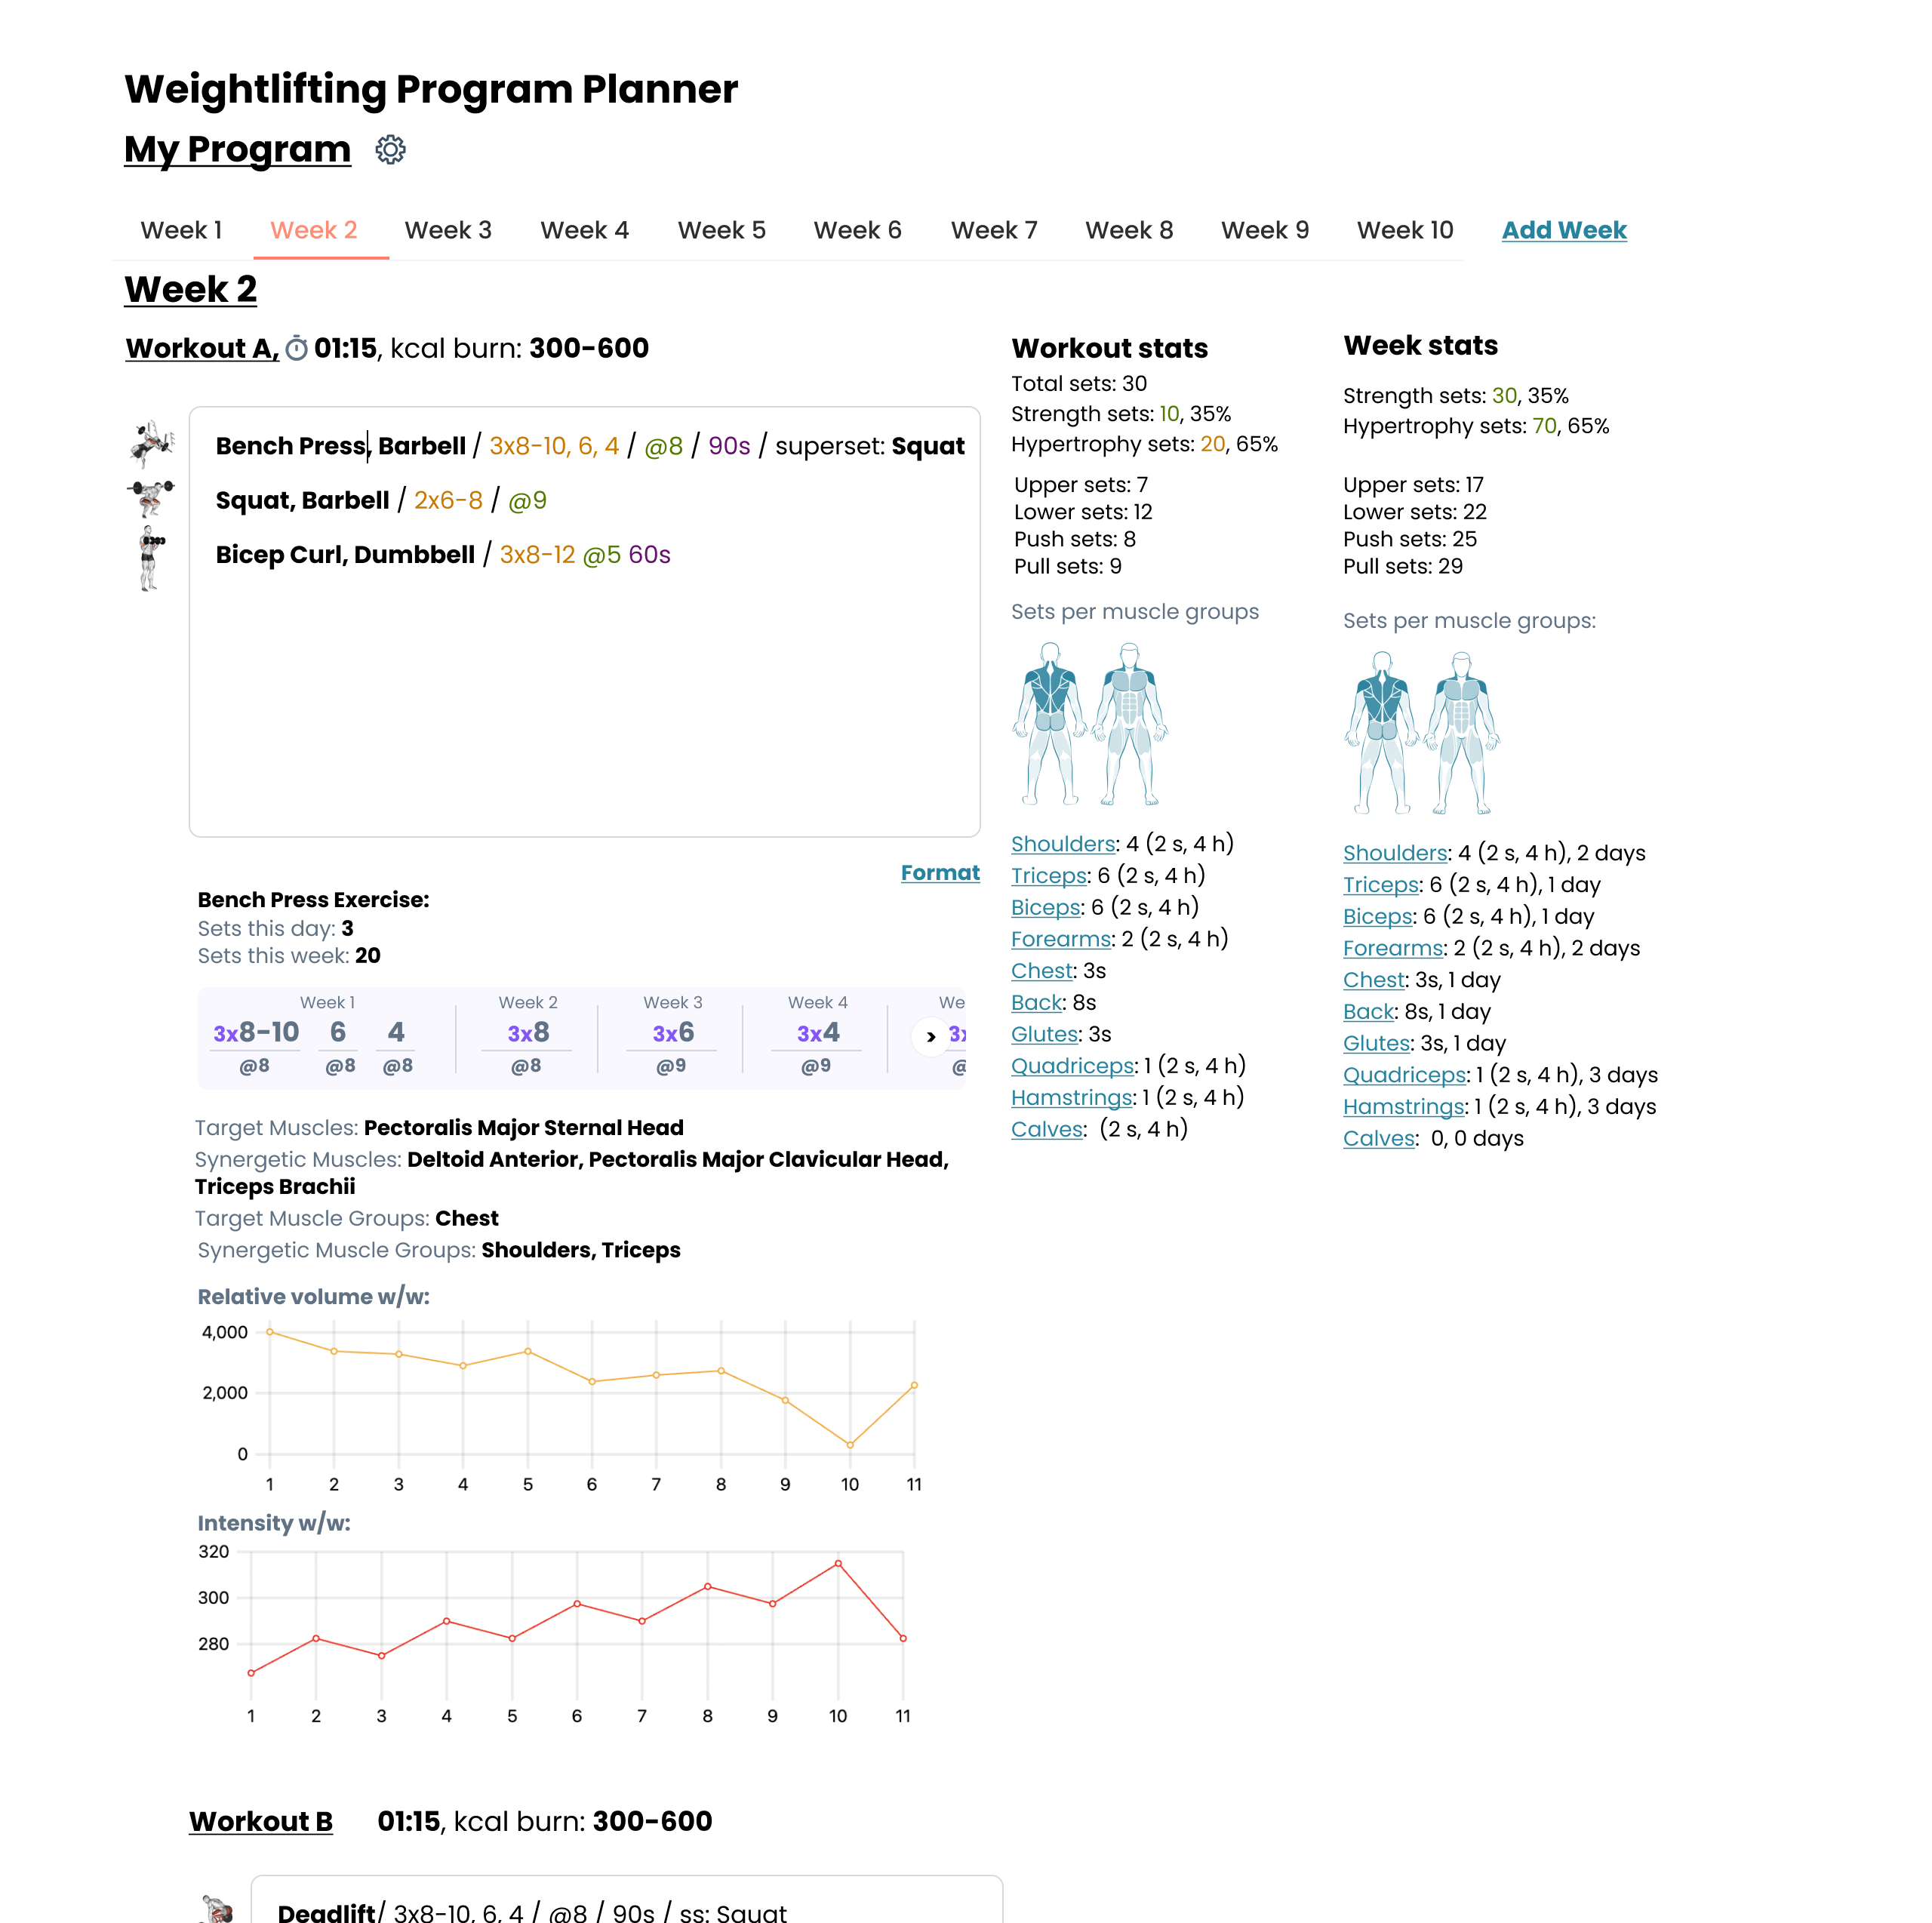 Weightlifting Program Planner
My Program
Week 1 Week 2 Week 3 Week 4 Week 5 Week 6 Week 7 Week 8 Week 9 Week 10 Add Week
Week 2
Workout A, 01:15, kcal burn: 300-600
Bench Press, Barbell / 3x8-10, 6, 4 / @8 / 90s / superset: Squat
Squat, Barbell / 2x6-8 / @9
Bicep Curl, Dumbbell / 3x8-12 @5 60s
Format
Bench Press Exercise:
Sets this day: 3
Sets this week: 20
Week 1 Week 2 Week 3 Week 4 We
3x8-10 6 4 3x8 3x6 3x4 › 3x
@8 @8 @8 @8 @9 @9 @
Target Muscles: Pectoralis Major Sternal Head
Synergetic Muscles: Deltoid Anterior, Pectoralis Major Clavicular Head,
Triceps Brachii
Target Muscle Groups: Chest
Synergetic Muscle Groups: Shoulders, Triceps
Relative volume w/w:
4,000
2,000
0
1 2 3 4 5 6 7 8 9 10 11
Intensity w/w:
320
300
280
1 2 3 4 5 6 7 8 9 10 11
Workout stats
Total sets: 30
Strength sets: 10, 35%
Hypertrophy sets: 20, 65%
Upper sets: 7
Lower sets: 12
Push sets: 8
Pull sets: 9
Sets per muscle groups
Shoulders: 4 (2 s, 4 h)
Triceps: 6 (2 s, 4 h)
Biceps: 6 (2 s, 4 h)
Forearms: 2 (2 s, 4 h)
Chest: 3s
Back: 8s
Glutes: 3s
Quadriceps: 1 (2 s, 4 h)
Hamstrings: 1 (2 s, 4 h)
Calves: (2 s, 4 h)
Week stats
Strength sets: 30, 35%
Hypertrophy sets: 70, 65%
Upper sets: 17
Lower sets: 22
Push sets: 25
Pull sets: 29
Sets per muscle groups:
Shoulders: 4 (2 s, 4 h), 2 days
Triceps: 6 (2 s, 4 h), 1 day
Biceps: 6 (2 s, 4 h), 1 day
Forearms: 2 (2 s, 4 h), 2 days
Chest: 3s, 1 day
Back: 8s, 1 day
Glutes: 3s, 1 day
Quadriceps: 1 (2 s, 4 h), 3 days
Hamstrings: 1 (2 s, 4 h), 3 days
Calves: 0, 0 days
Workout B 01:15, kcal burn: 300-600
Deadlift/ 3x8-10, 6, 4 / @8 / 90s / ss: Squat